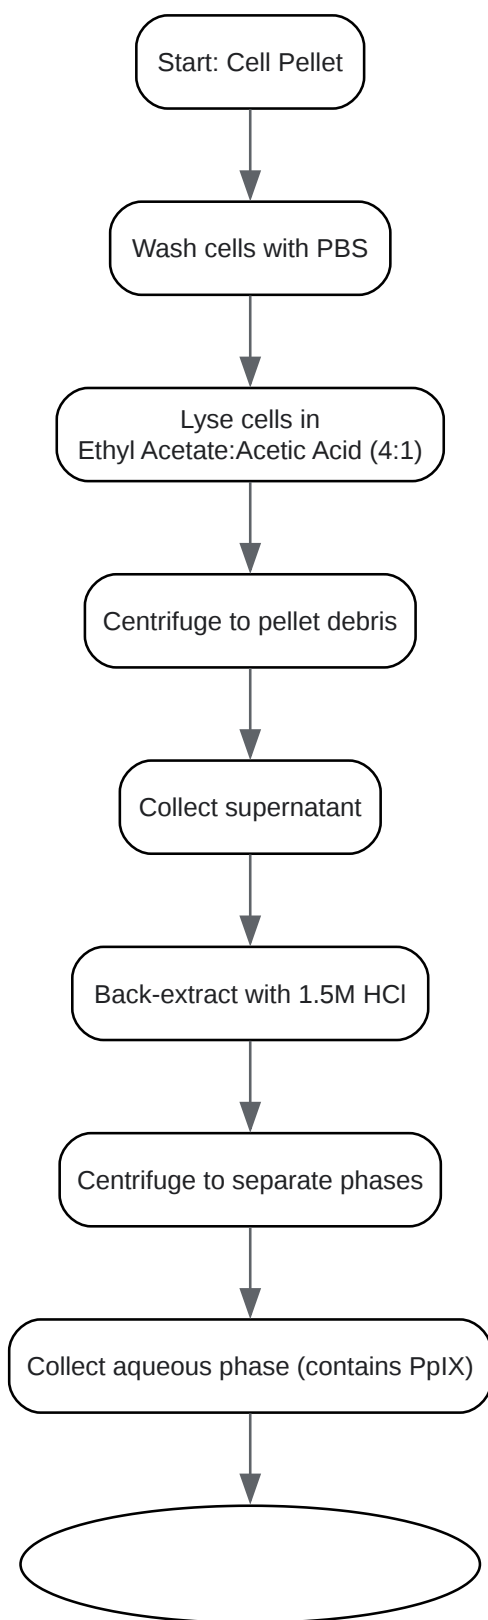 Start: Cell Pellet
Wash cells with PBS
Lyse cells in
Ethyl Acetate:Acetic Acid (4:1)
Centrifuge to pellet debris
Collect supernatant
Back-extract with 1.5M HCl
Centrifuge to separate phases
Collect aqueous phase (contains PpIX)